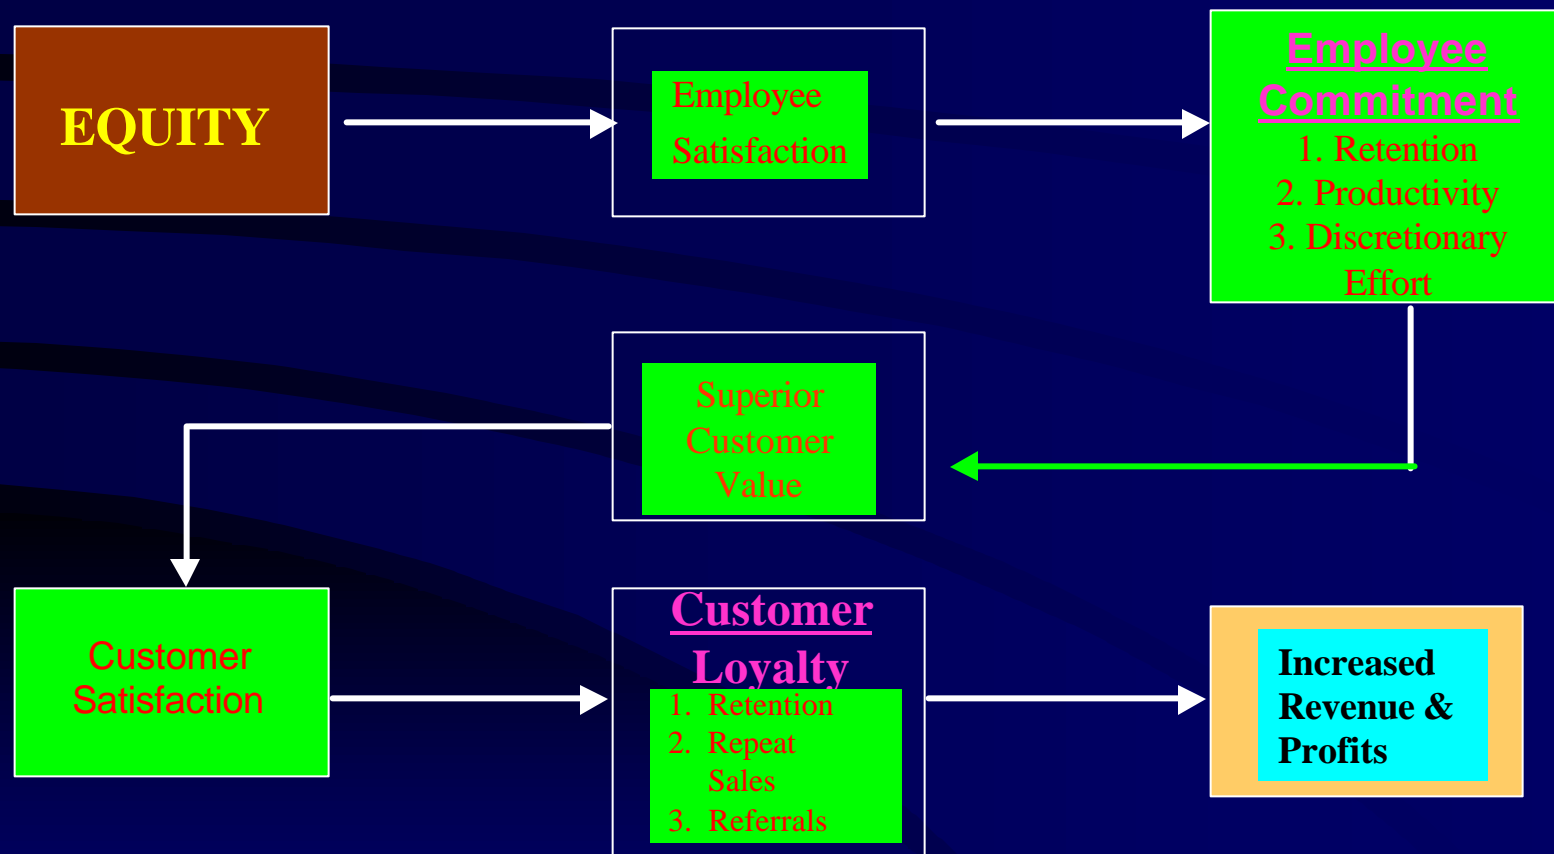 EQUITY
Employee
Satisfaction
Employee
Commitment
1. Retention
2. Productivity
3. Discretionary
Effort
Superior
Customer
Value
Customer
Satisfaction
Customer
Loyalty
1. Retention
2. Repeat
Sales
3. Referrals
Increased
Revenue &
Profits